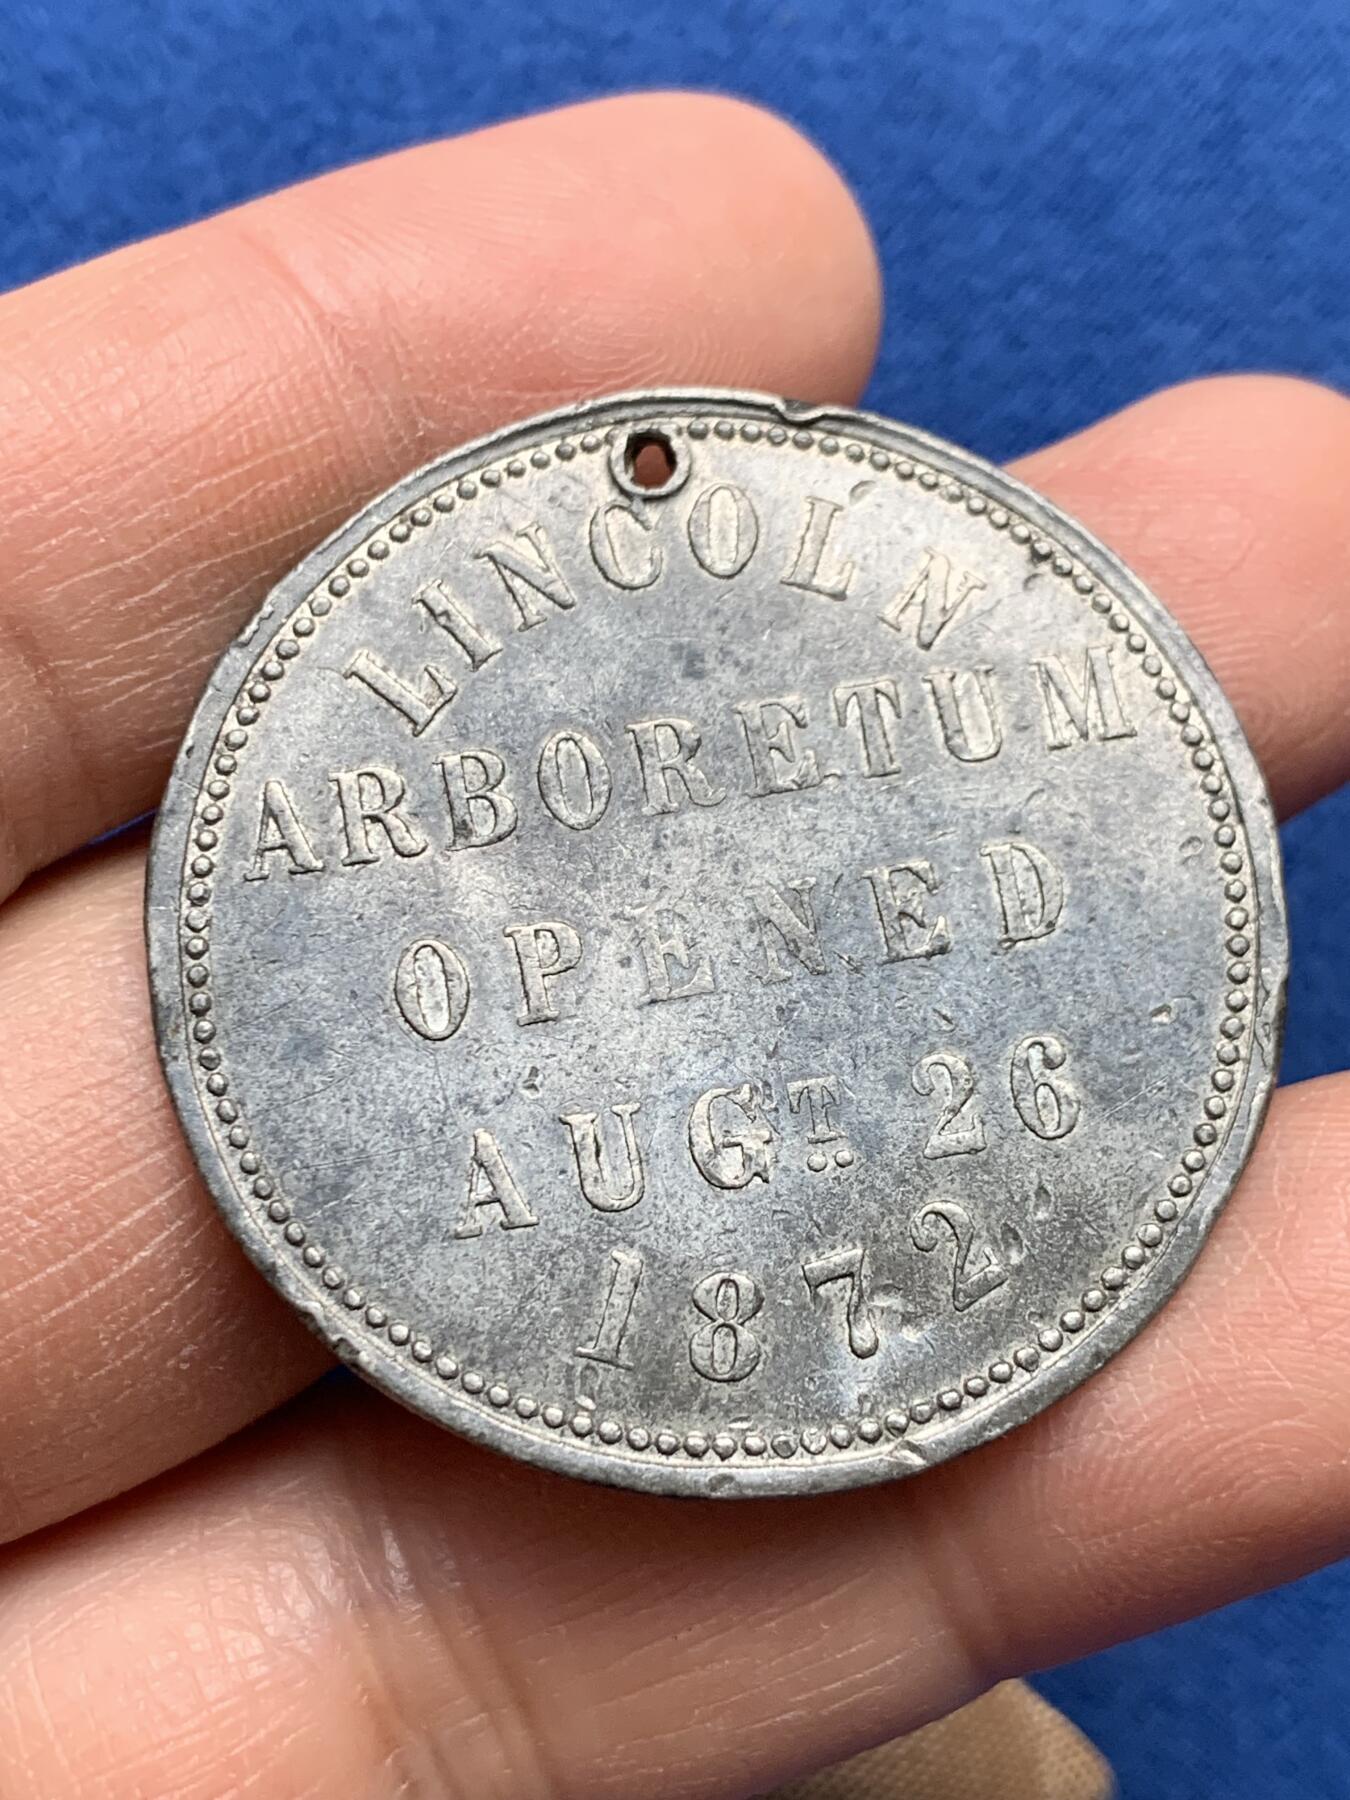 LINCOLN
ARBORETUM
OPENED
AUGT. 26
1872